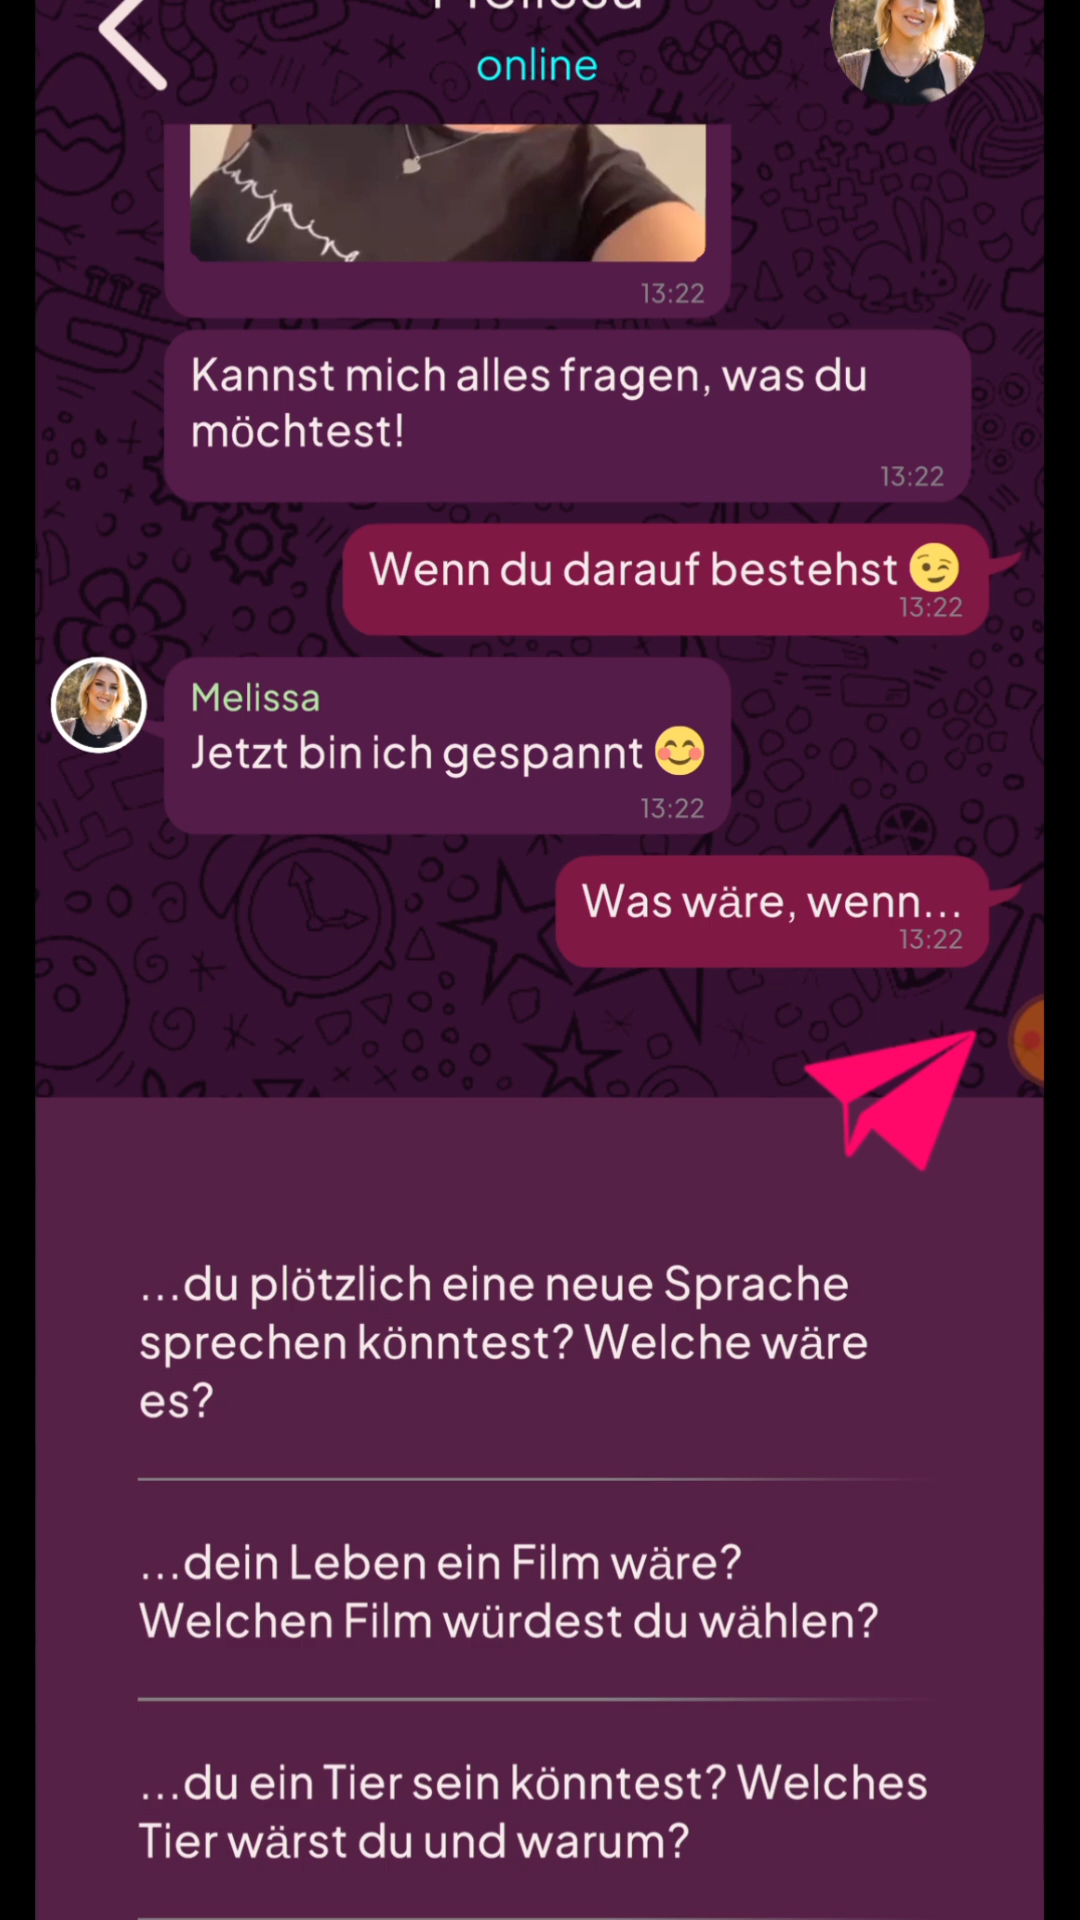 Melissa
online
13:22
Kannst mich alles fragen, was du
möchtest!
13:22
Wenn du darauf bestehst 😉
13:22
Melissa
Jetzt bin ich gespannt 😊
13:22
Was wäre, wenn...
13:22
...du plötzlich eine neue Sprache
sprechen könntest? Welche wäre
es?
...dein Leben ein Film wäre?
Welchen Film würdest du wählen?
...du ein Tier sein könntest? Welches
Tier wärst du und warum?